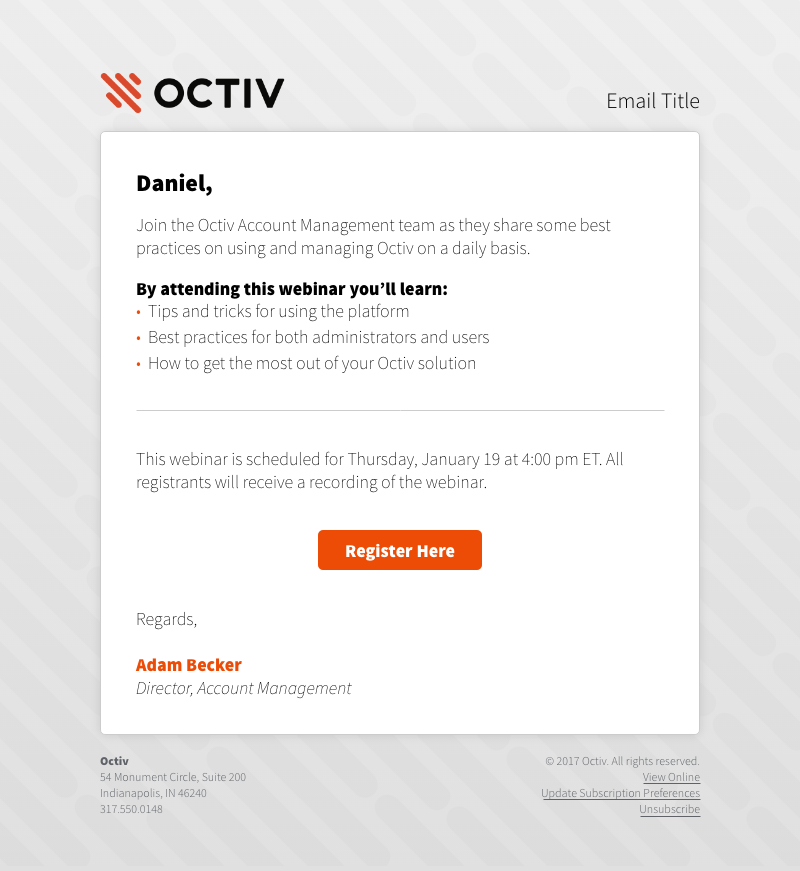 OCTIV
Email Title
Daniel,
Join the Octiv Account Management team as they share some best
practices on using and managing Octiv on a daily basis.
By attending this webinar you’ll learn:
• Tips and tricks for using the platform
• Best practices for both administrators and users
• How to get the most out of your Octiv solution
This webinar is scheduled for Thursday, January 19 at 4:00 pm ET. All
registrants will receive a recording of the webinar.
Register Here
Regards,
Adam Becker
Director, Account Management
Octiv
54 Monument Circle, Suite 200
Indianapolis, IN 46240
317.550.0148
© 2017 Octiv. All rights reserved.
View Online
Update Subscription Preferences
Unsubscribe